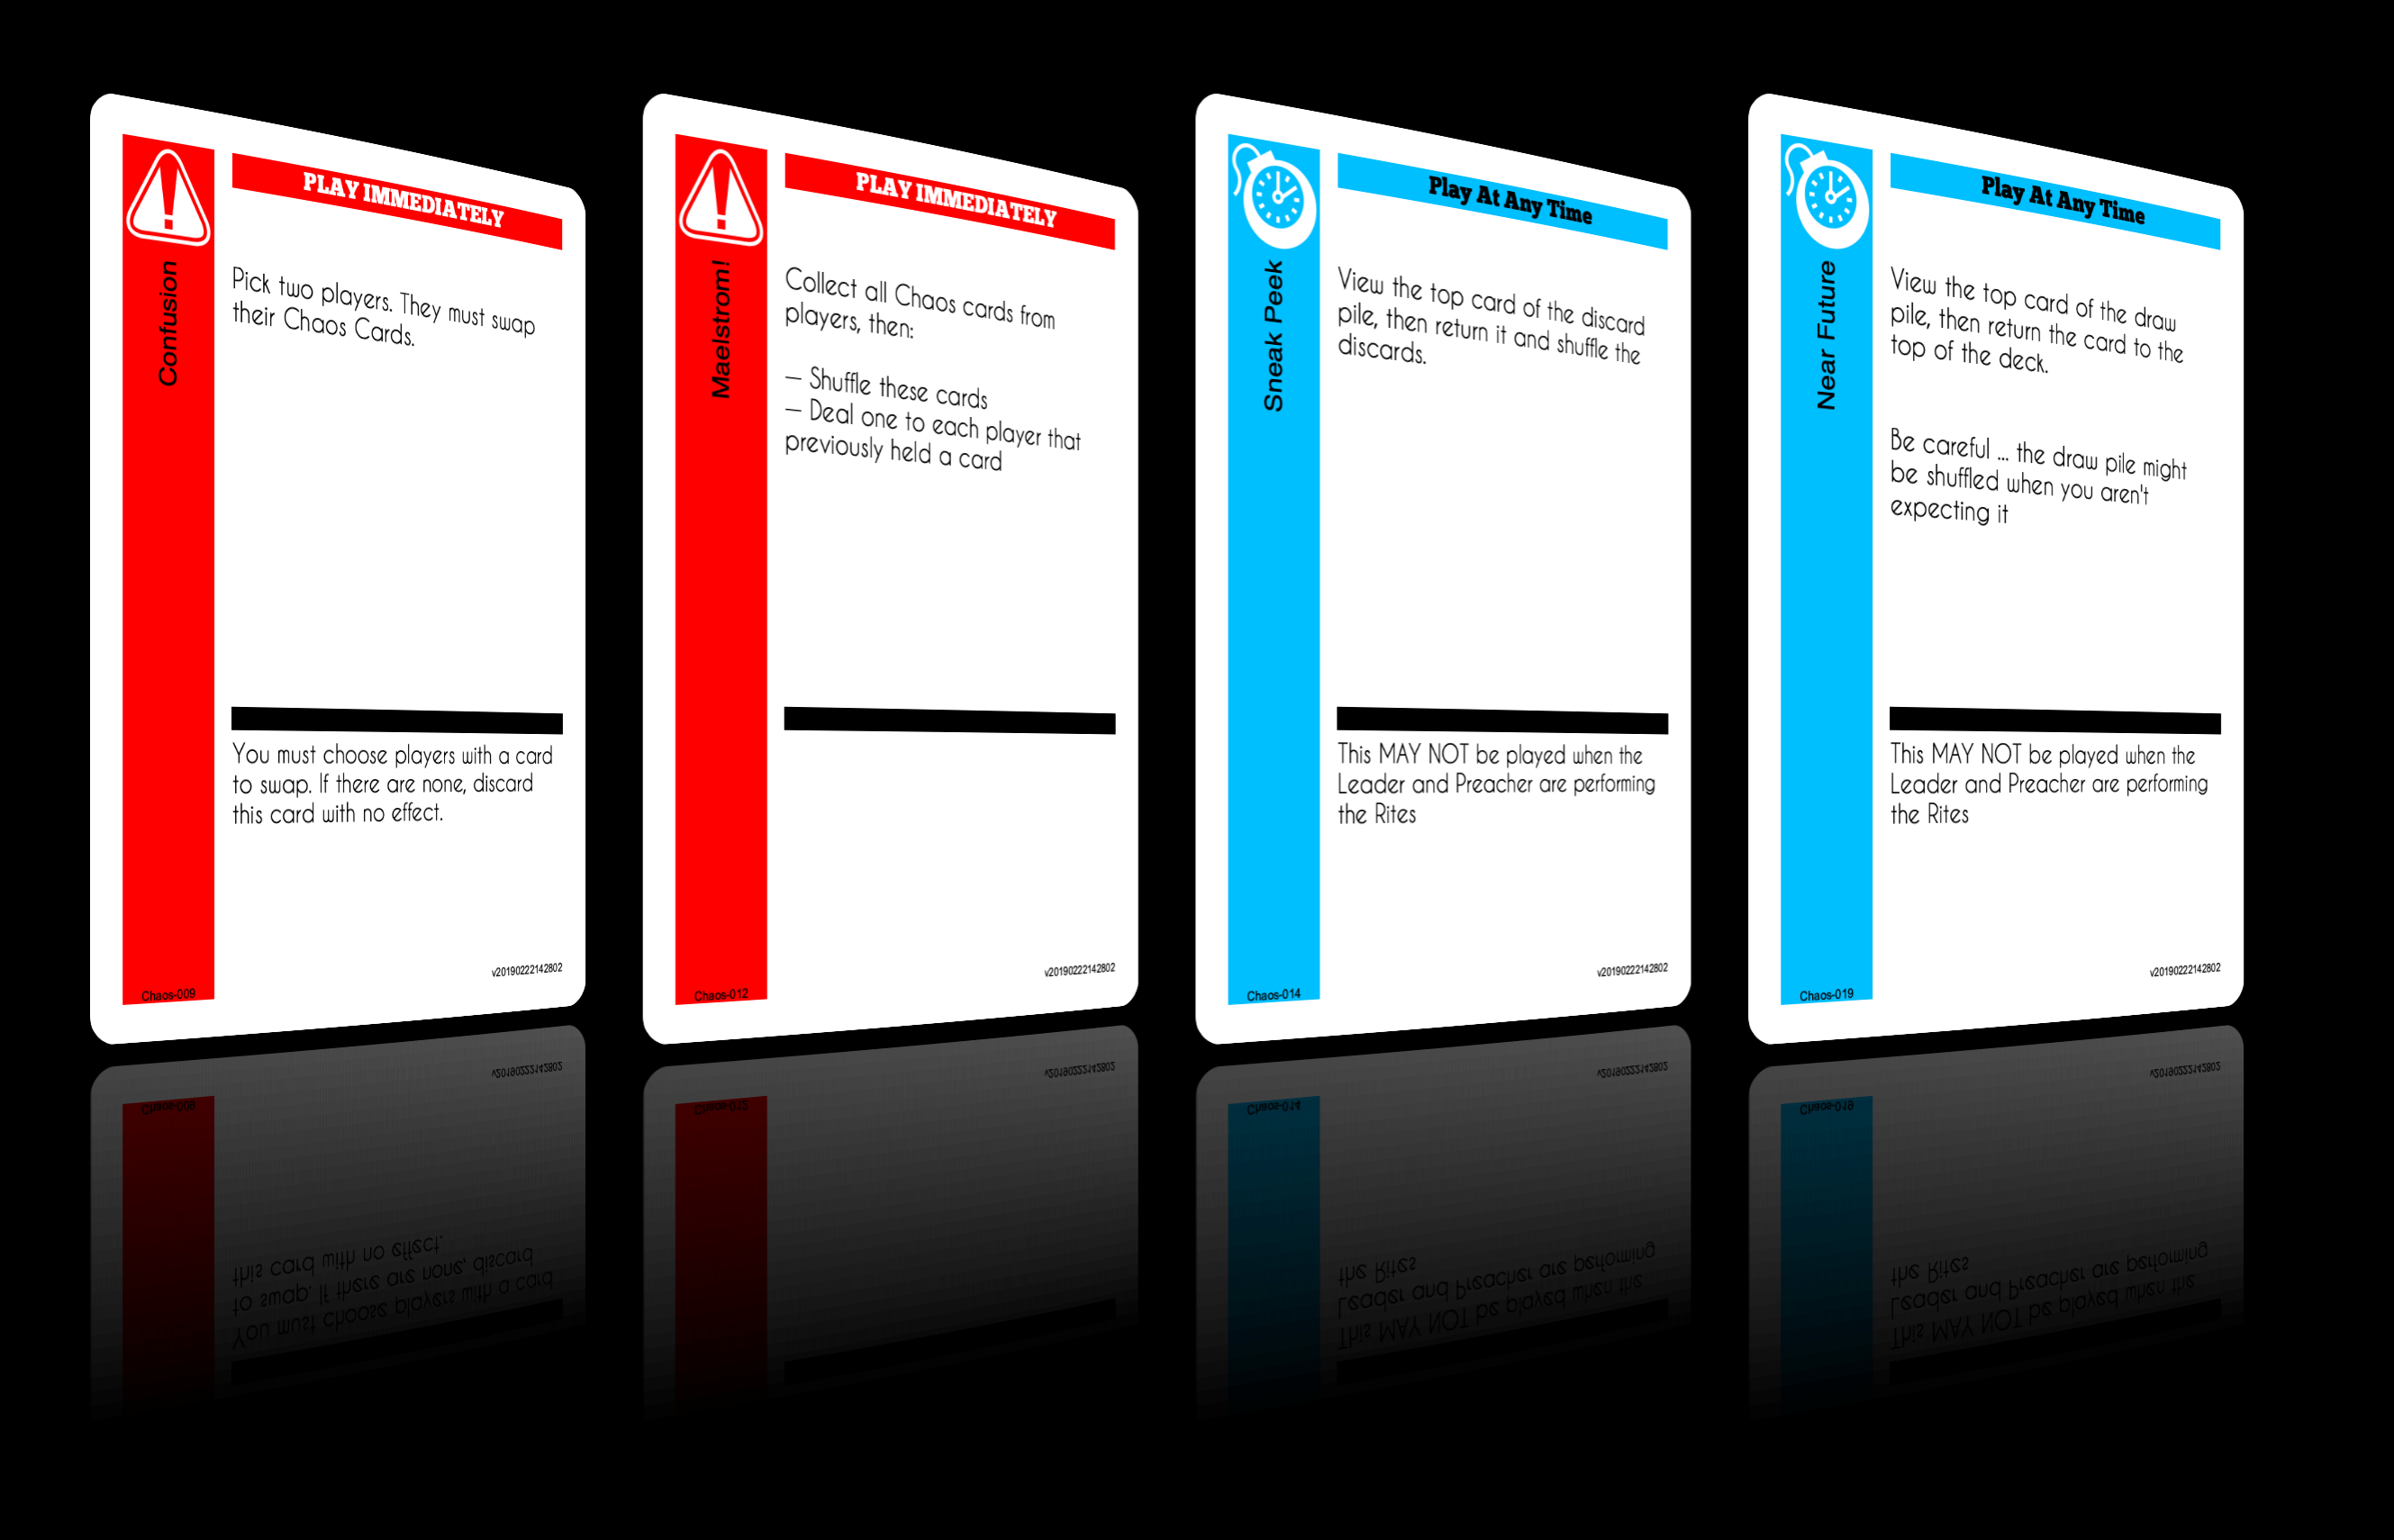 PLAY IMMEDIATELY
Confusion
Pick two players. They must swap
their Chaos Cards.
You must choose players with a card
to swap. If there are none, discard
this card with no effect.
v20190222142802
Chaos-009
PLAY IMMEDIATELY
Maelstrom!
Collect all Chaos cards from
players, then:
– Shuffle these cards
– Deal one to each player that
previously held a card
v20190222142802
Chaos-012
Play At Any Time
Sneak Peek
View the top card of the discard
pile, then return it and shuffle the
discards.
This MAY NOT be played when the
Leader and Preacher are performing
the Rites
v20190222142802
Chaos-014
Play At Any Time
Near Future
View the top card of the draw
pile, then return the card to the
top of the deck.
Be careful ... the draw pile might
be shuffled when you aren't
expecting it
This MAY NOT be played when the
Leader and Preacher are performing
the Rites
v20190222142802
Chaos-019